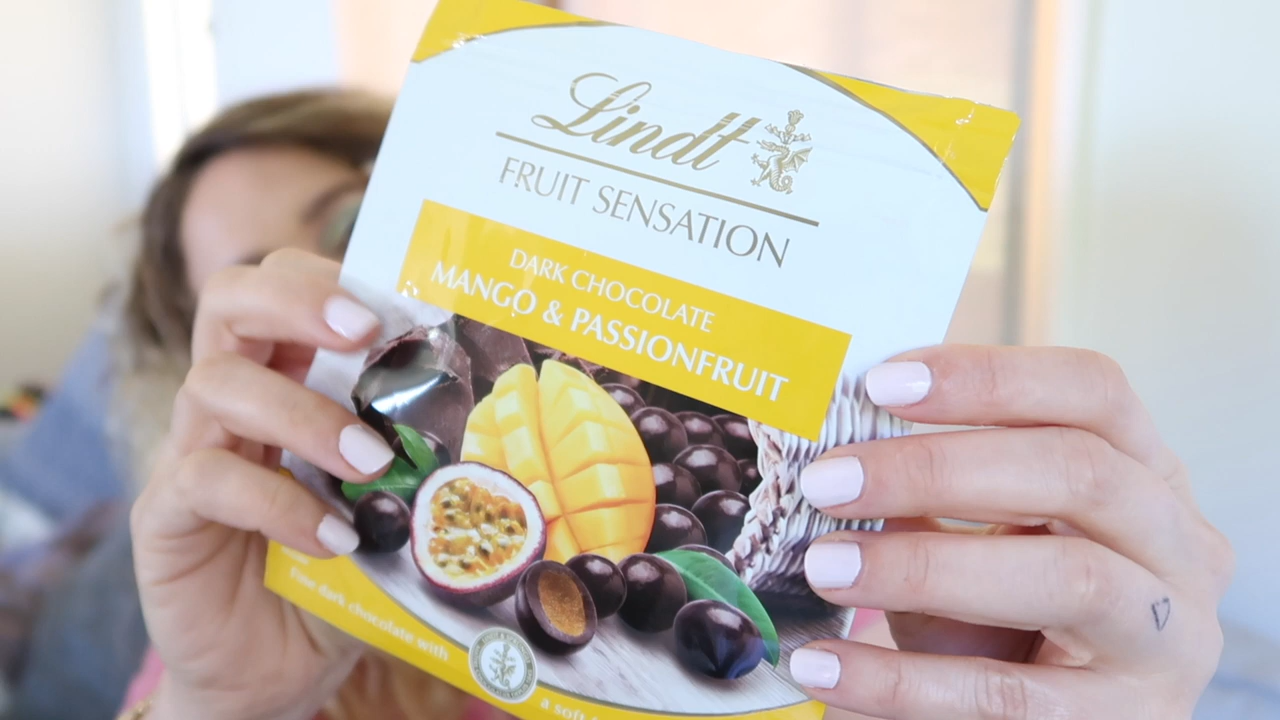 Lindt
FRUIT SENSATION
DARK CHOCOLATE
MANGO & PASSIONFRUIT
Fine dark chocolate with
a soft